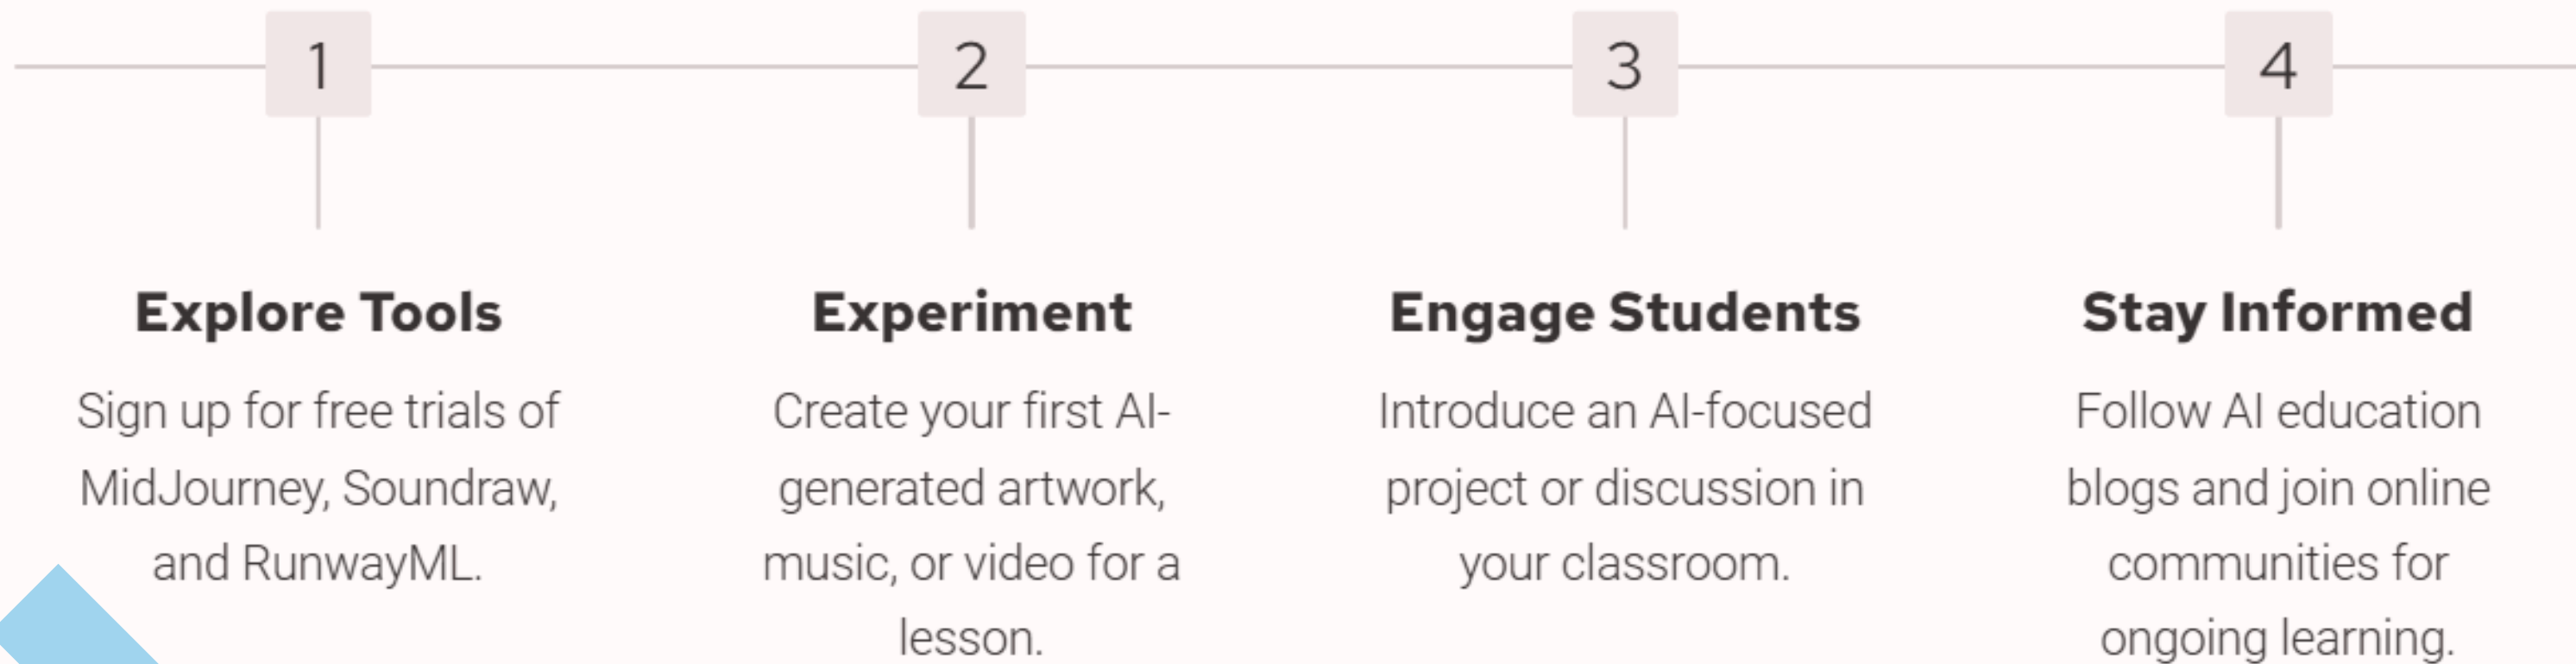 1
2
3
4
Explore Tools
Sign up for free trials of
MidJourney, Soundraw,
and RunwayML.
Experiment
Create your first AI-
generated artwork,
music, or video for a
lesson.
Engage Students
Introduce an AI-focused
project or discussion in
your classroom.
Stay Informed
Follow AI education
blogs and join online
communities for
ongoing learning.